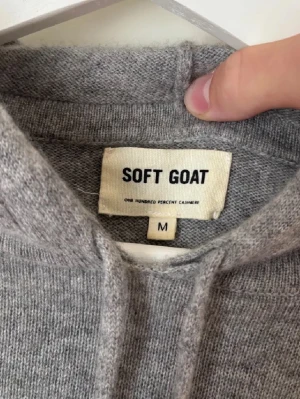 SOFT GOAT
ONE HUNDRED PERCENT CASHMERE
M